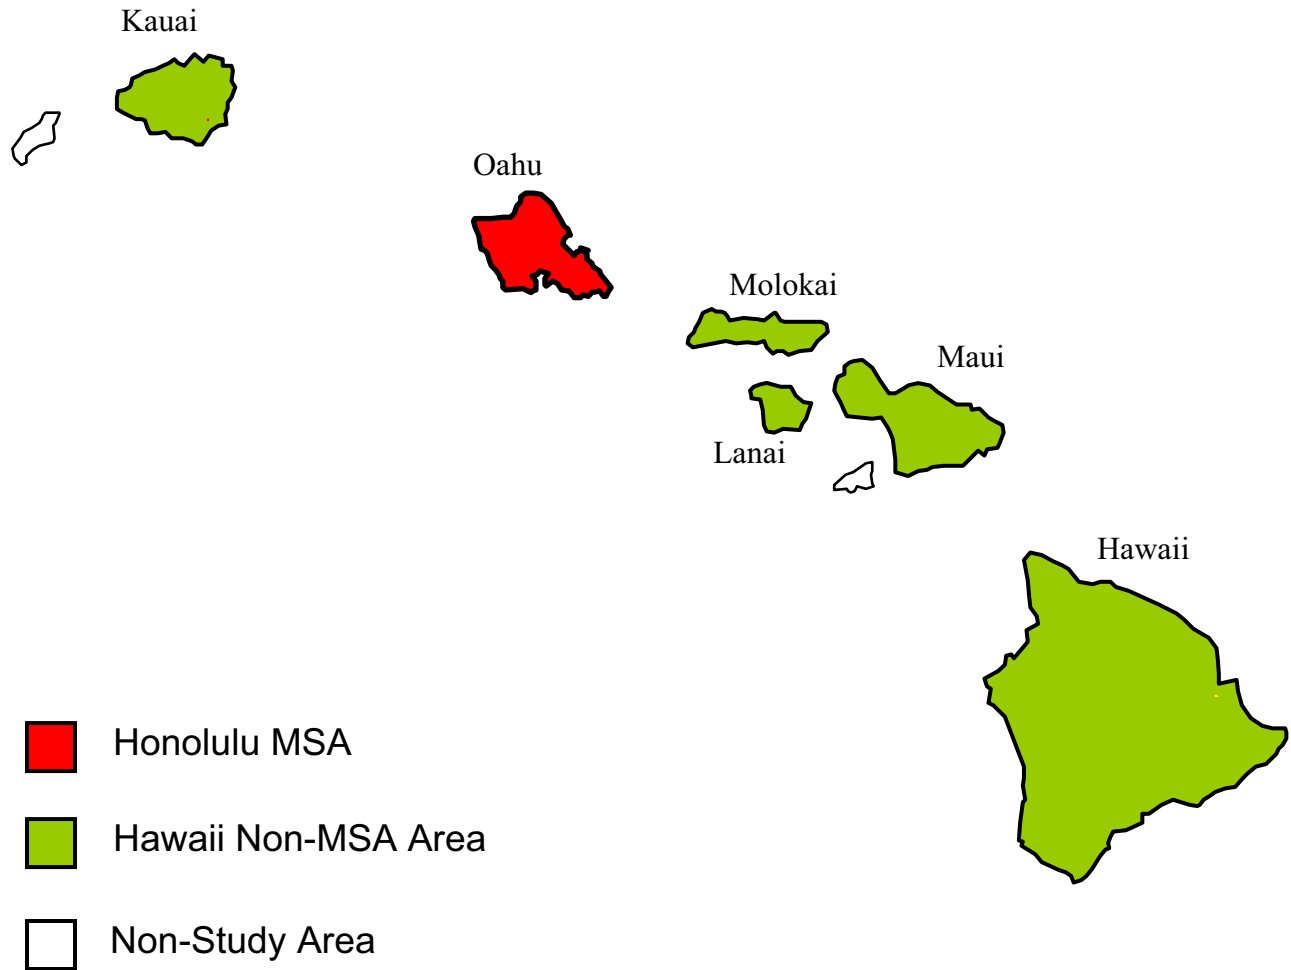 Kauai
Oahu
Molokai
Maui
Lanai
Hawaii
Honolulu MSA
Hawaii Non-MSA Area
Non-Study Area